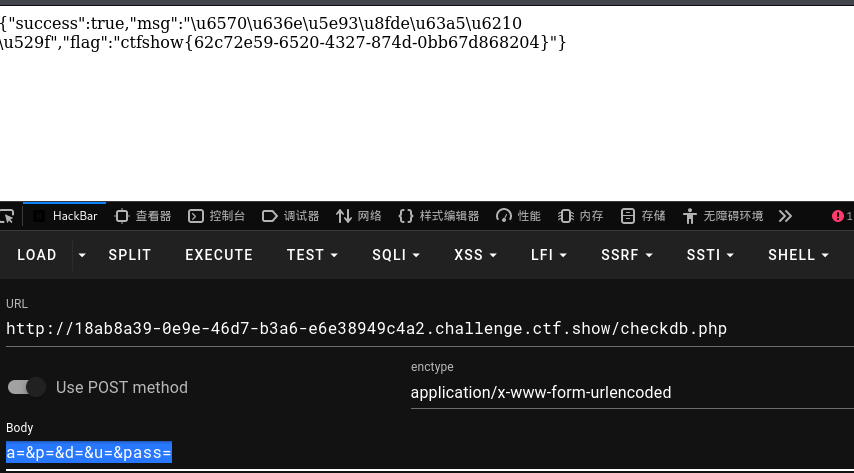 {"success":true,"msg":"\u6570\u636e\u5e93\u8fde\u63a5\u6210
\u529f","flag":"ctfshow{62c72e59-6520-4327-874d-0bb67d868204}"}
HackBar 查看器 控制台 调试器 网络 样式编辑器 性能 内存 存储 无障碍环境 1
LOAD SPLIT EXECUTE TEST SQLI XSS LFI SSRF SSTI SHELL
URL
http://18ab8a39-0e9e-46d7-b3a6-e6e38949c4a2.challenge.ctf.show/checkdb.php
enctype
Use POST method
application/x-www-form-urlencoded
Body
a=&p=&d=&u=&pass=